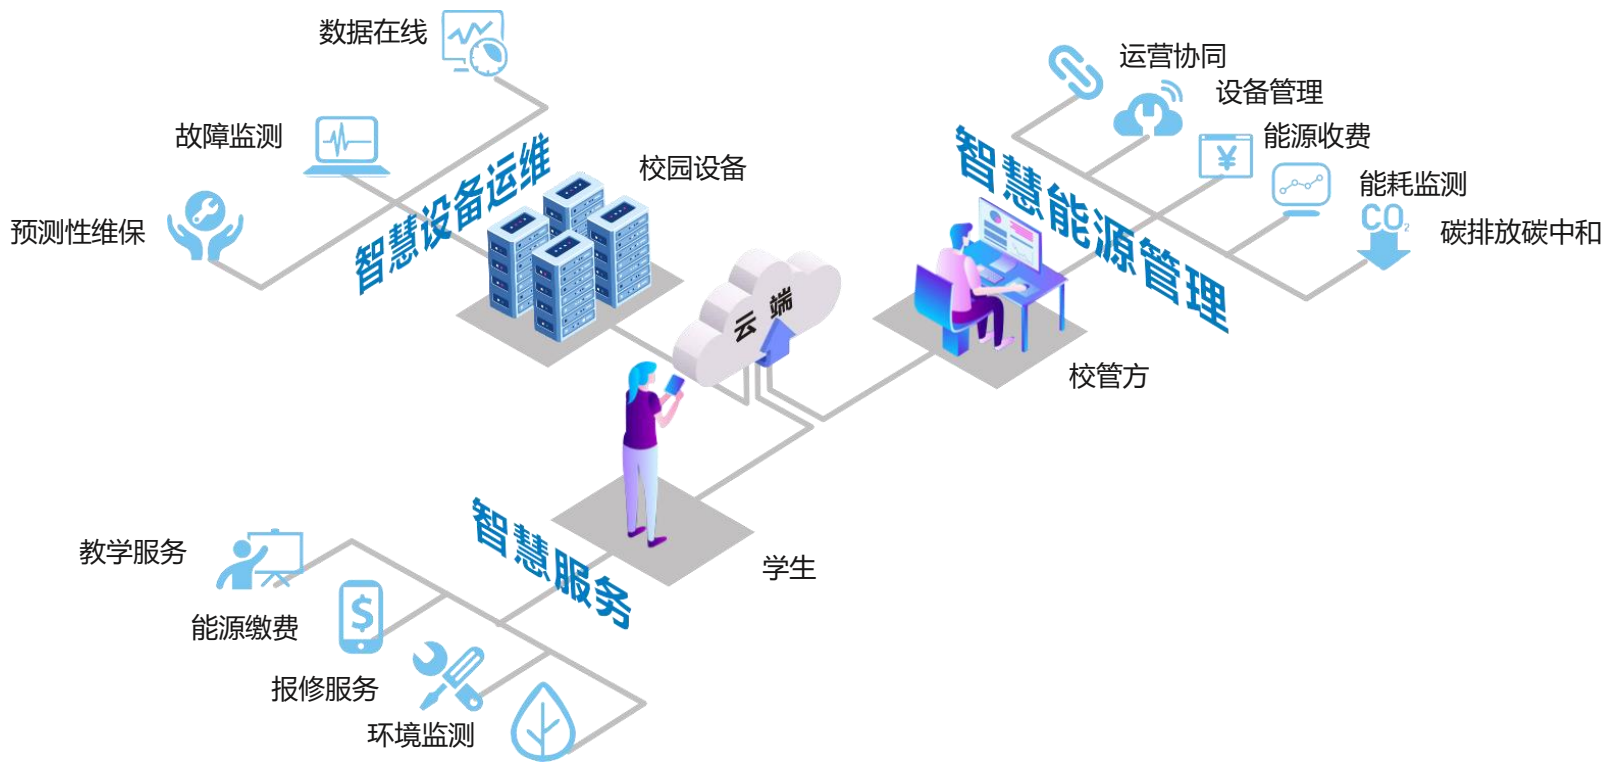 数据在线
故障监测
预测性维保
智慧设备运维
校园设备
运营协同
设备管理
能源收费
能耗监测
CO₂
碳排放碳中和
智慧能源管理
¥
云端
校管方
智慧服务
学生
教学服务
能源缴费
$
报修服务
环境监测